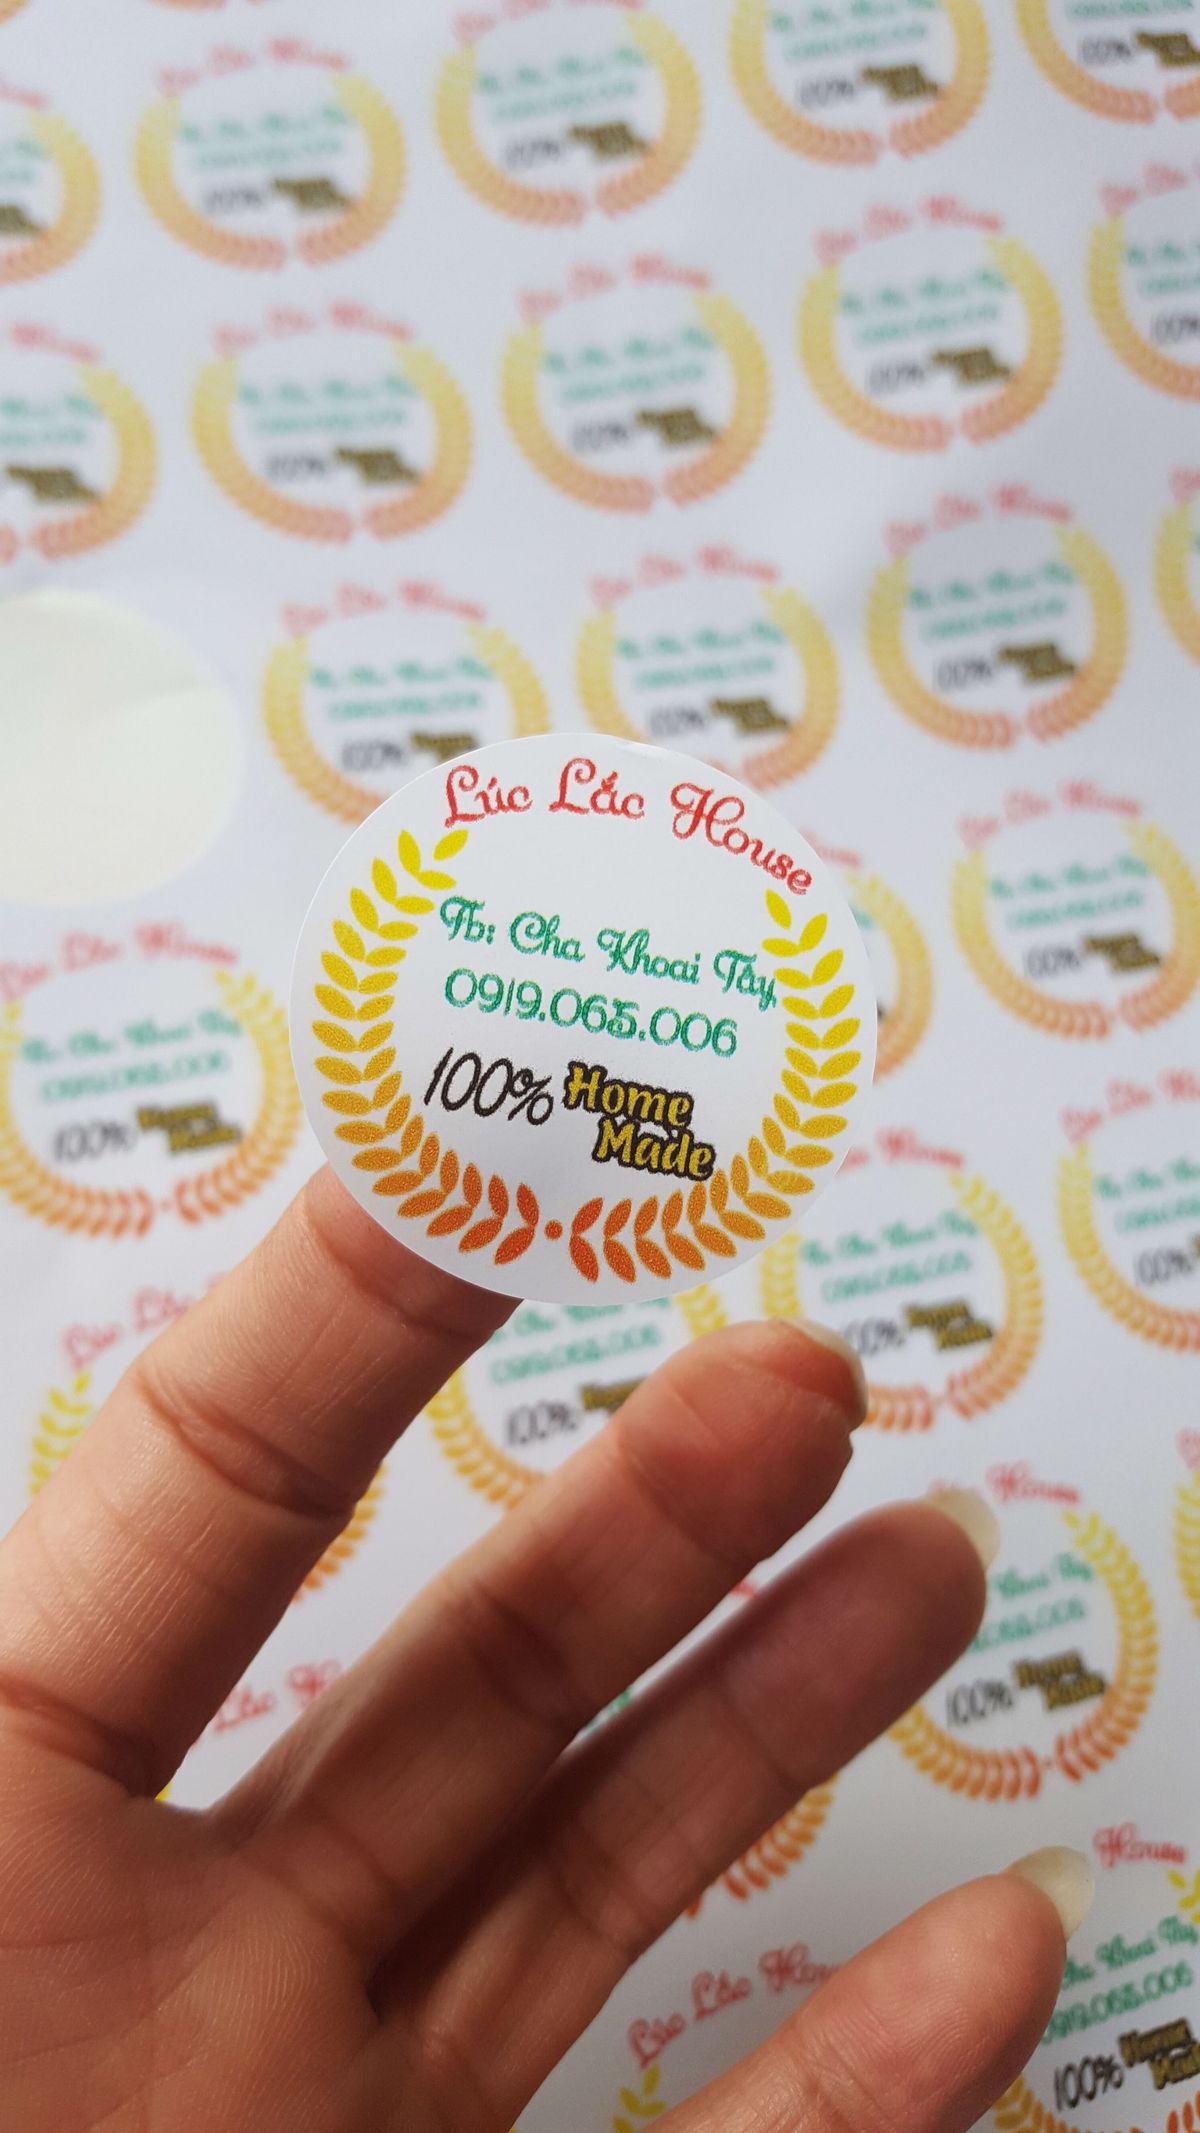 Lúc Lắc House
Fb: Cha Khoai Tây
0919.065.006
100% Home
Made